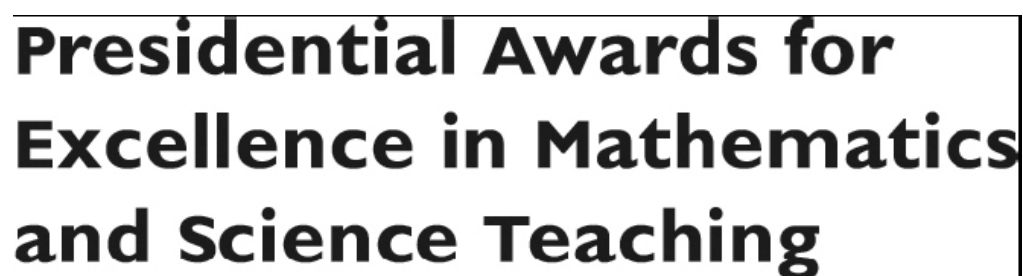 Presidential Awards for
Excellence in Mathematics
and Science Teaching